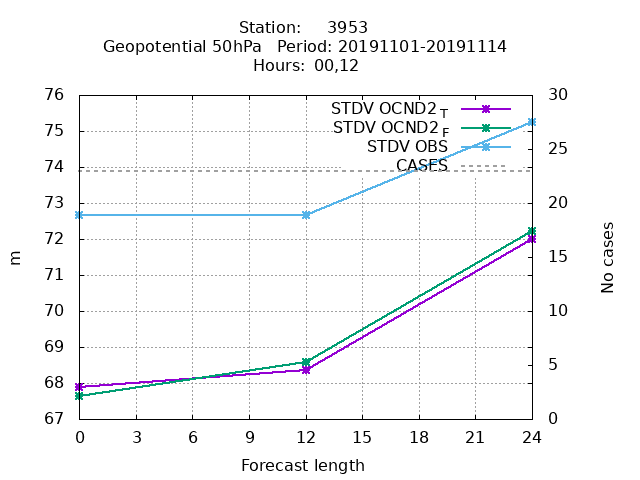 Station: 3953
Geopotential 50hPa Period: 20191101-20191114
Hours: 00,12
STDV OCND2 T
STDV OCND2 F
STDV OBS
CASES
76
75
74
73
72
71
70
69
68
67
m
30
25
20
15
10
5
0
No cases
0 3 6 9 12 15 18 21 24
Forecast length